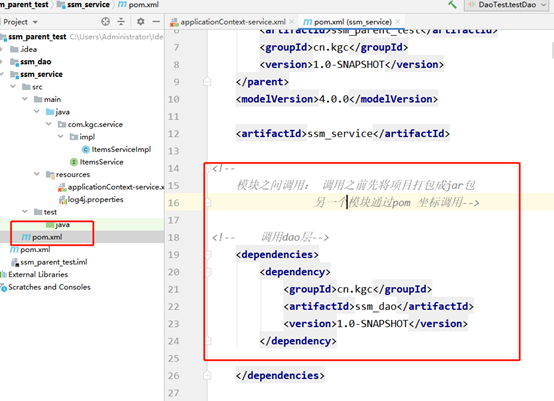 m_parent_test
ssm_service
pom.xml
DaoTest.testDao
Project
applicationContext-service.xml
pom.xml (ssm_service)
ssm_parent_test C:\Users\Administrator\Idea
.idea
ssm_dao
ssm_service
src
main
java
com.kgc.service
impl
ItemsServiceImpl
ItemsService
resources
applicationContext-service.x
log4j.properties
test
java
pom.xml
pom.xml
ssm_parent_test.iml
External Libraries
Scratches and Consoles
6 <artifactId>ssm_parent_test</artifactId>
7 <groupId>cn.kgc</groupId>
8 <version>1.0-SNAPSHOT</version>
9 </parent>
10 <modelVersion>4.0.0</modelVersion>
11
12 <artifactId>ssm_service</artifactId>
13
14 <!--
15 模块之间调用： 调用之前先将项目打包成jar包
16 另一个模块通过pom 坐标调用-->
17
18 <!-- 调用dao层-->
19 <dependencies>
20 <dependency>
21 <groupId>cn.kgc</groupId>
22 <artifactId>ssm_dao</artifactId>
23 <version>1.0-SNAPSHOT</version>
24 </dependency>
25
26 </dependencies>
27